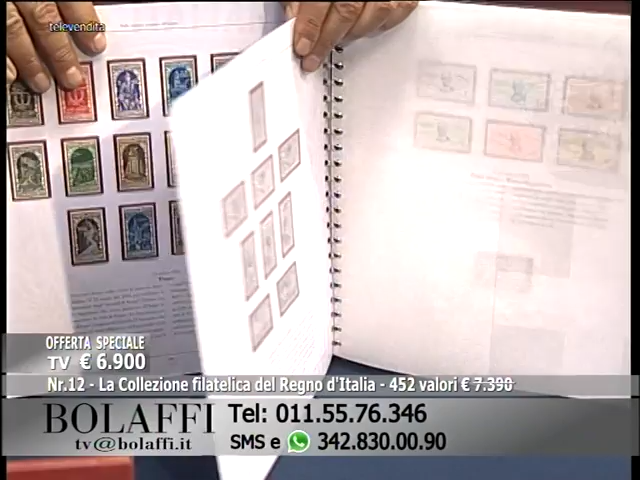 televendita
OFFERTA SPECIALE
TV € 6.900
Nr.12 - La Collezione filatelica del Regno d'Italia - 452 valori € 7.390
BOLAFFI
tv@bolaffi.it
Tel: 011.55.76.346
SMS e 342.830.00.90